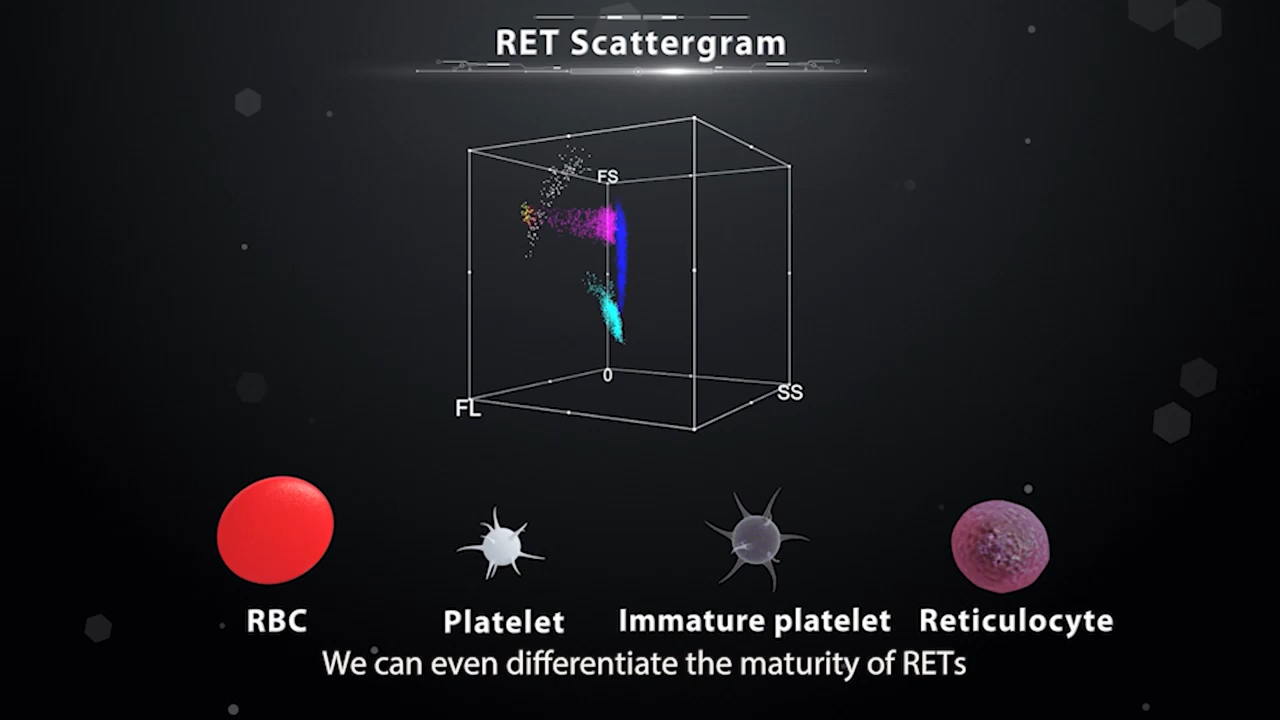 RET Scattergram
FS
0
FL
SS
RBC
Platelet
Immature platelet
Reticulocyte
We can even differentiate the maturity of RETs